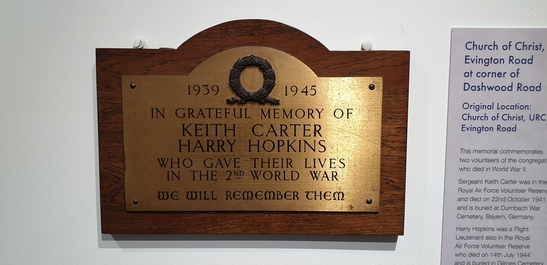 1939 1945
IN GRATEFUL MEMORY OF
KEITH CARTER
HARRY HOPKINS
WHO GAVE THEIR LIVES
IN THE 2ND WORLD WAR
WE WILL REMEMBER THEM
Church of Christ,
Evington Road
at corner of
Dashwood Road
Original Location:
Church of Christ, URC
Evington Road
This memorial commemorates
two volunteers of the
who died in World War II.
Sergeant Keith Carter was in the
Royal Air Force Volunteer
and died on 22nd October 1941
and is buried at Durnbach War
Cemetery, Bayern, Germany.
Harry Hopkins was a Flight
Lieutenant also in the Royal
Air Force Volunteer Reserve
who died on 14th July 1944
and is buried in